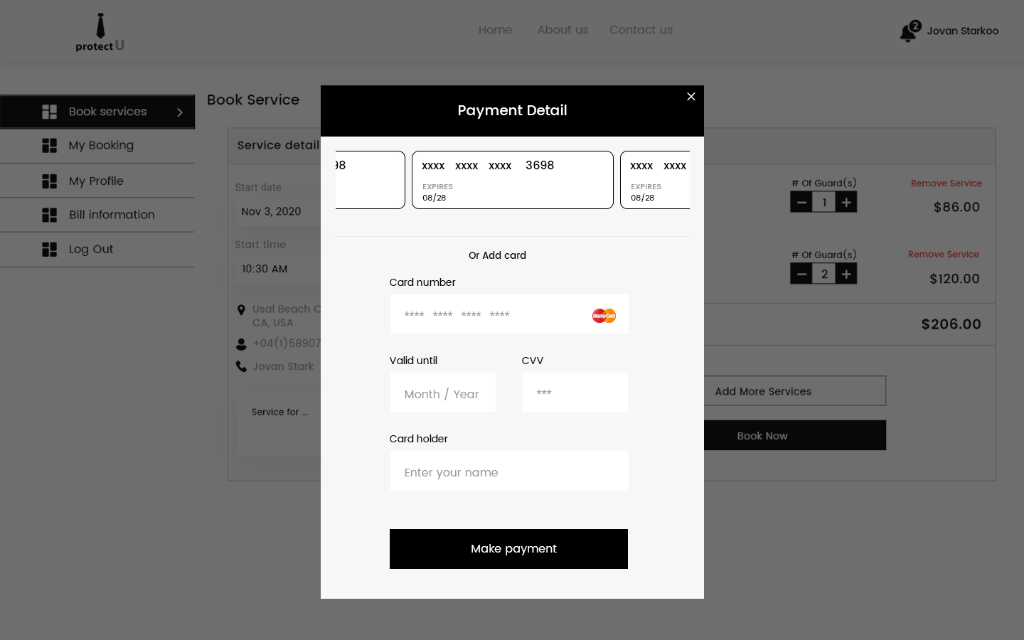 protect U
Home About us Contact us
2
Jovan Starkoo
Book services
My Booking
My Profile
Bill information
Log Out
Book Service
Service detail
Start date
Nov 3, 2020
Start time
10:30 AM
Usal Beach C
CA, USA
+04(1)58907
Jovan Stark
Service for ...
# Of Guard(s)
1
Remove Service
$86.00
# Of Guard(s)
2
Remove Service
$120.00
$206.00
Add More Services
Book Now
Payment Detail
98
xxxx xxxx xxxx 3698
EXPIRES
08/28
xxxx xxxx
EXPIRES
08/28
Or Add card
Card number
**** **** **** ****
MasterCard
Valid until
Month / Year
CVV
***
Card holder
Enter your name
Make payment